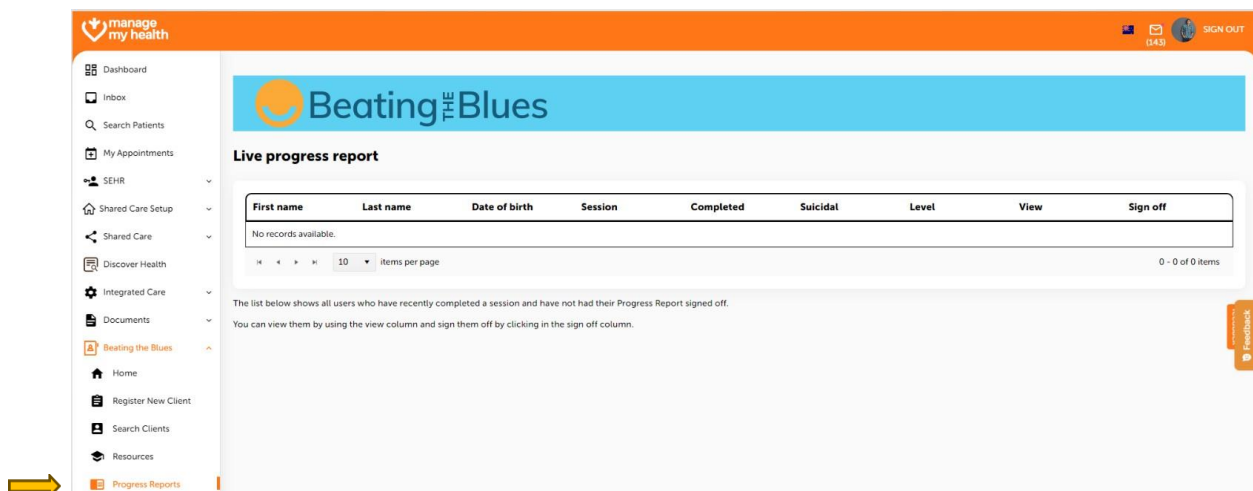 manage
my health
(143)
SIGN OUT
Dashboard
Inbox
Search Patients
My Appointments
SEHR
Shared Care Setup
Shared Care
Discover Health
Integrated Care
Documents
Beating the Blues
Home
Register New Client
Search Clients
Resources
Progress Reports
Beating THE Blues
Live progress report
First name Last name Date of birth Session Completed Suicidal Level View Sign off
No records available.
10 items per page 0 - 0 of 0 items
The list below shows all users who have recently completed a session and have not had their Progress Report signed off.
You can view them by using the view column and sign them off by clicking in the sign off column.
Feedback